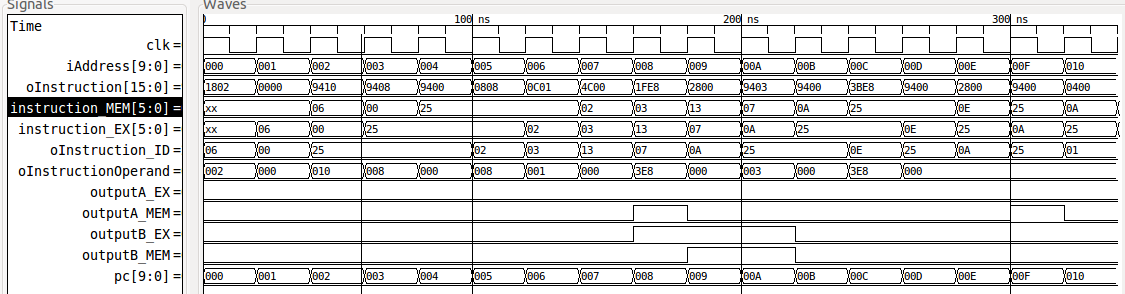 Signals
Waves
Time
0 100 ns 200 ns 300 ns
clk =
iAddress[9:0] = 000 001 002 003 004 005 006 007 008 009 00A 00B 00C 00D 00E 00F 010
oInstruction[15:0] = 1802 0000 9410 9408 9400 0808 0C01 4C00 1FE8 2800 9403 9400 3BE8 9400 2800 9400 0400
instruction_MEM[5:0] = xx 06 00 25 02 03 13 07 0A 25 0E 25 0A
instruction_EX[5:0] = xx 06 00 25 02 03 13 07 0A 25 0E 25 0A 25
oInstruction_ID = 06 00 25 02 03 13 07 0A 25 0E 25 0A 25 01
oInstructionOperand = 002 000 010 008 000 008 001 000 3E8 000 003 000 3E8 000
outputA_EX =
outputA_MEM =
outputB_EX =
outputB_MEM =
pc[9:0] = 000 001 002 003 004 005 006 007 008 009 00A 00B 00C 00D 00E 00F 010